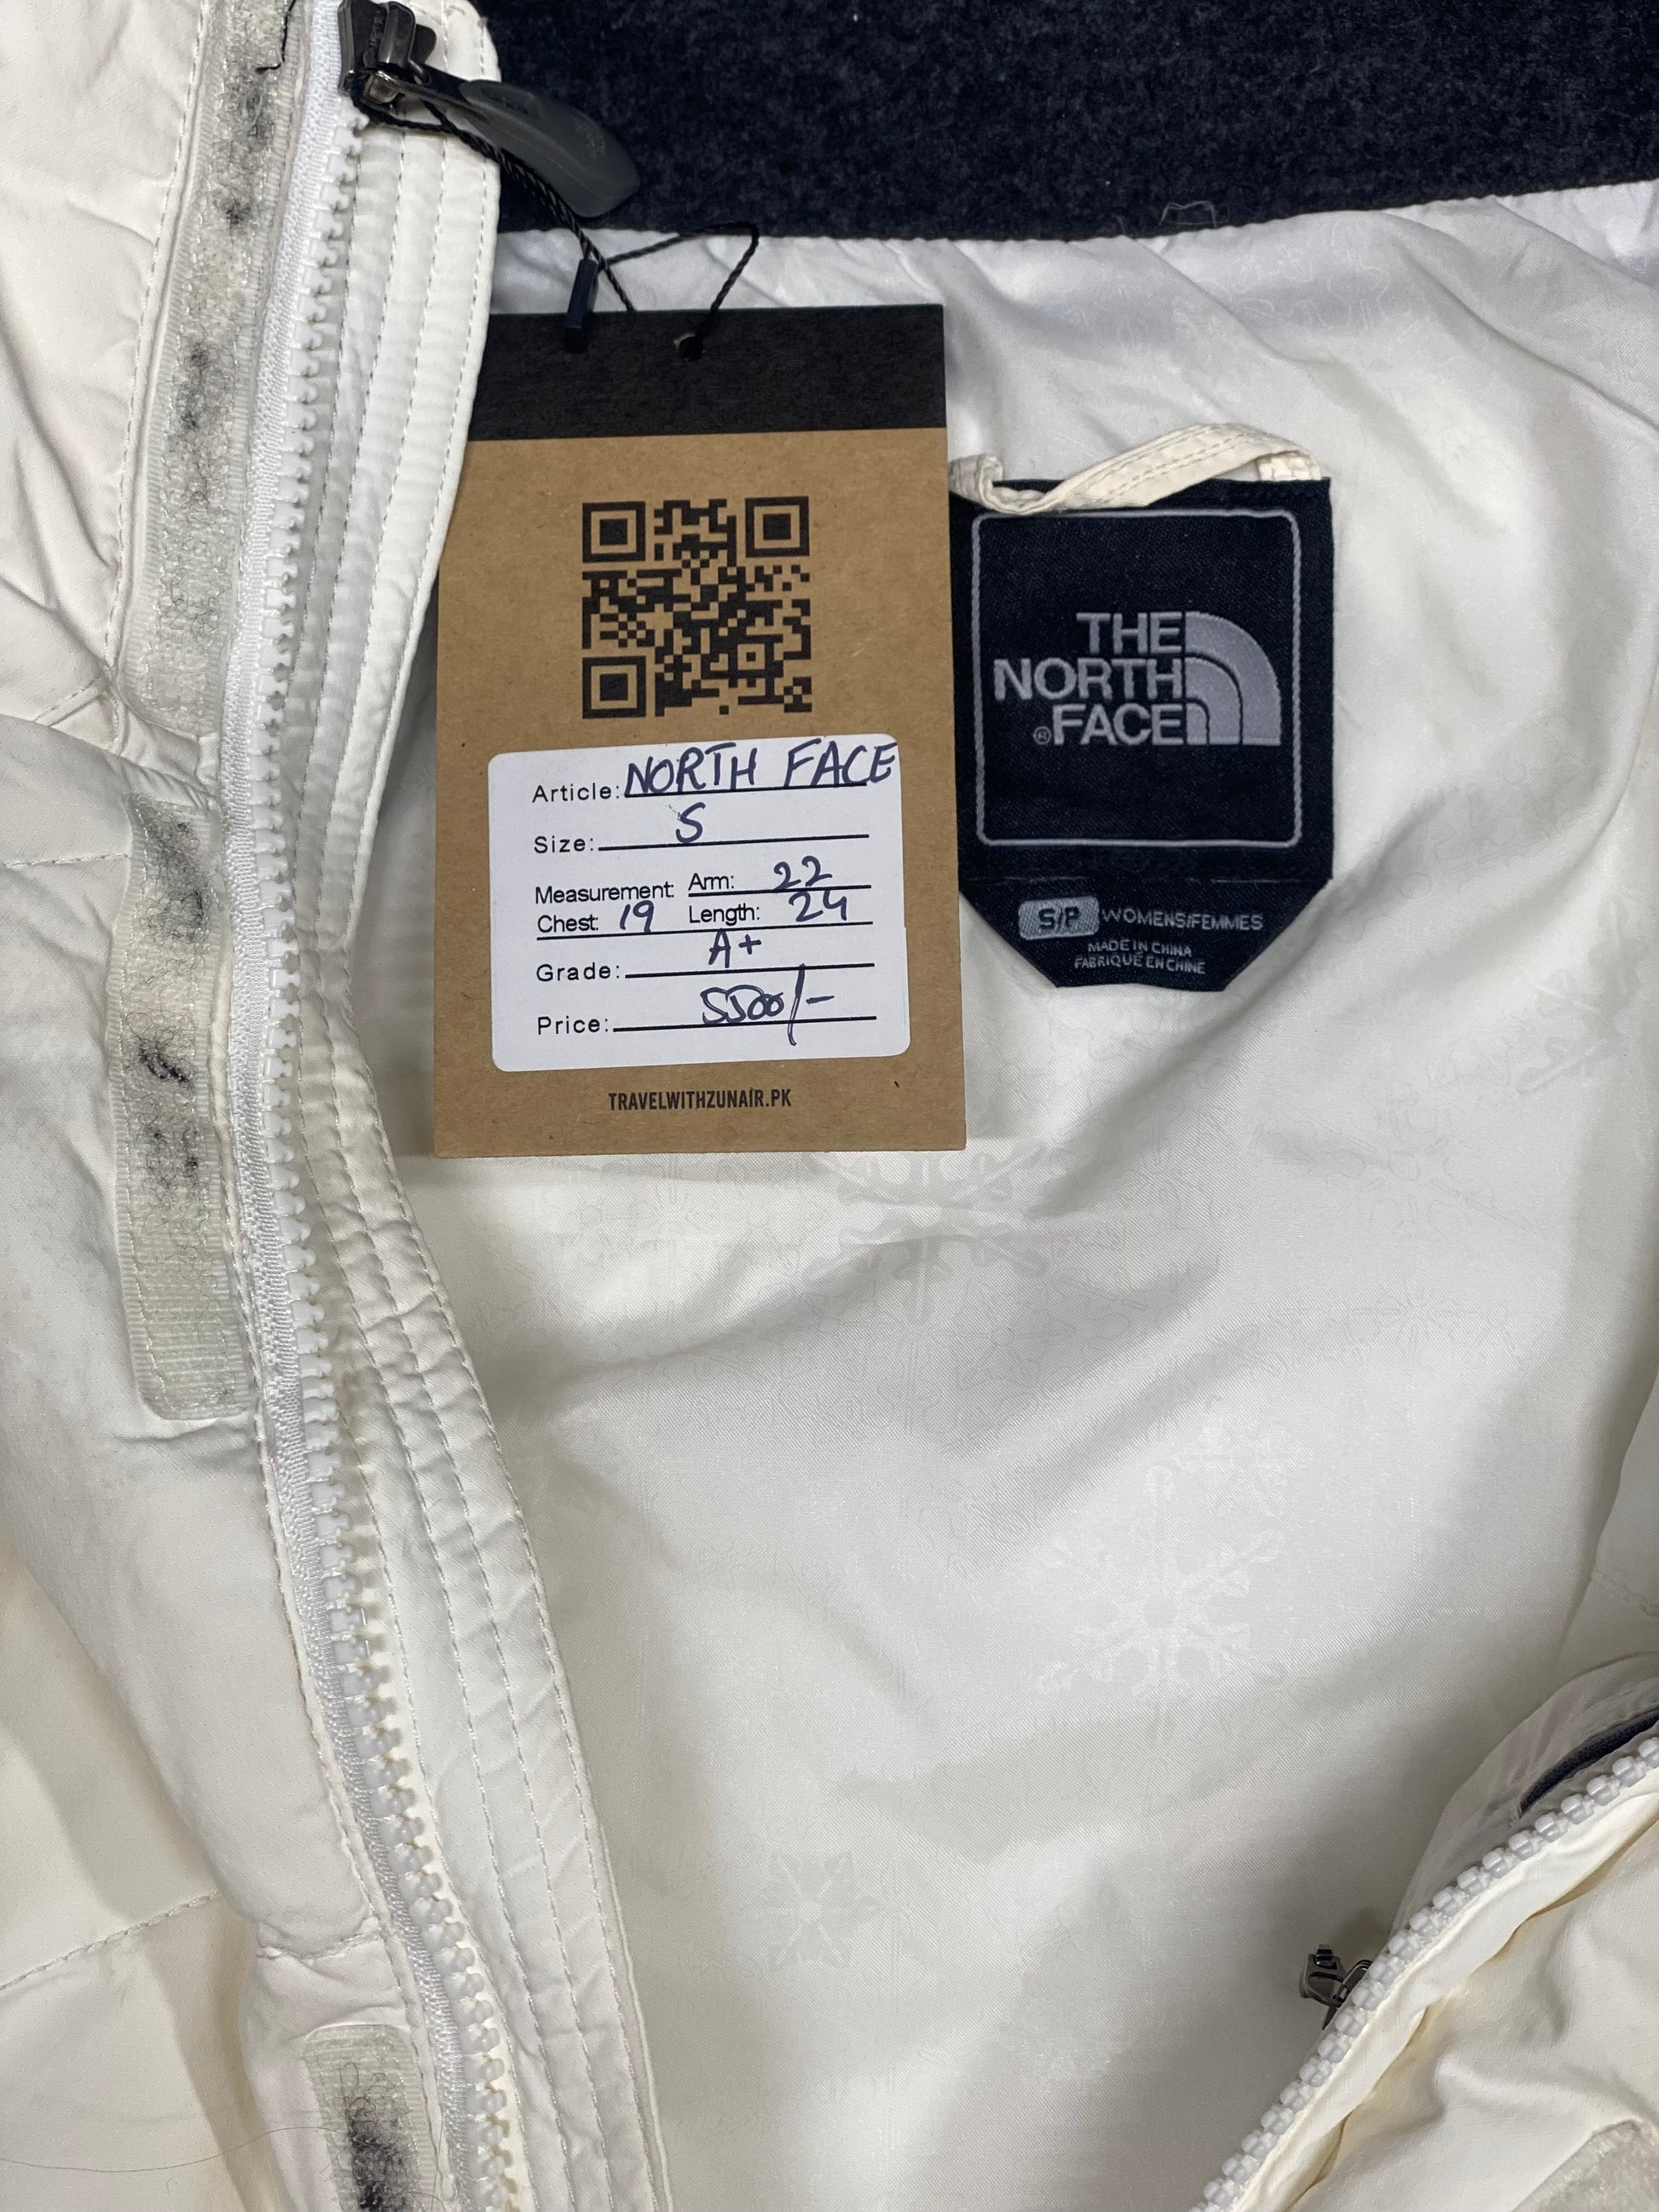 Article: NORTH FACE
Size: S
Measurement: Arm: 22
Chest: 19 Length: 24
Grade: A+
Price: 5500/-
TRAVELWITHZUNAIR.PK
THE
NORTH
®FACE
S/P WOMENS/FEMMES
MADE IN CHINA
FABRIQUÉ EN CHINE